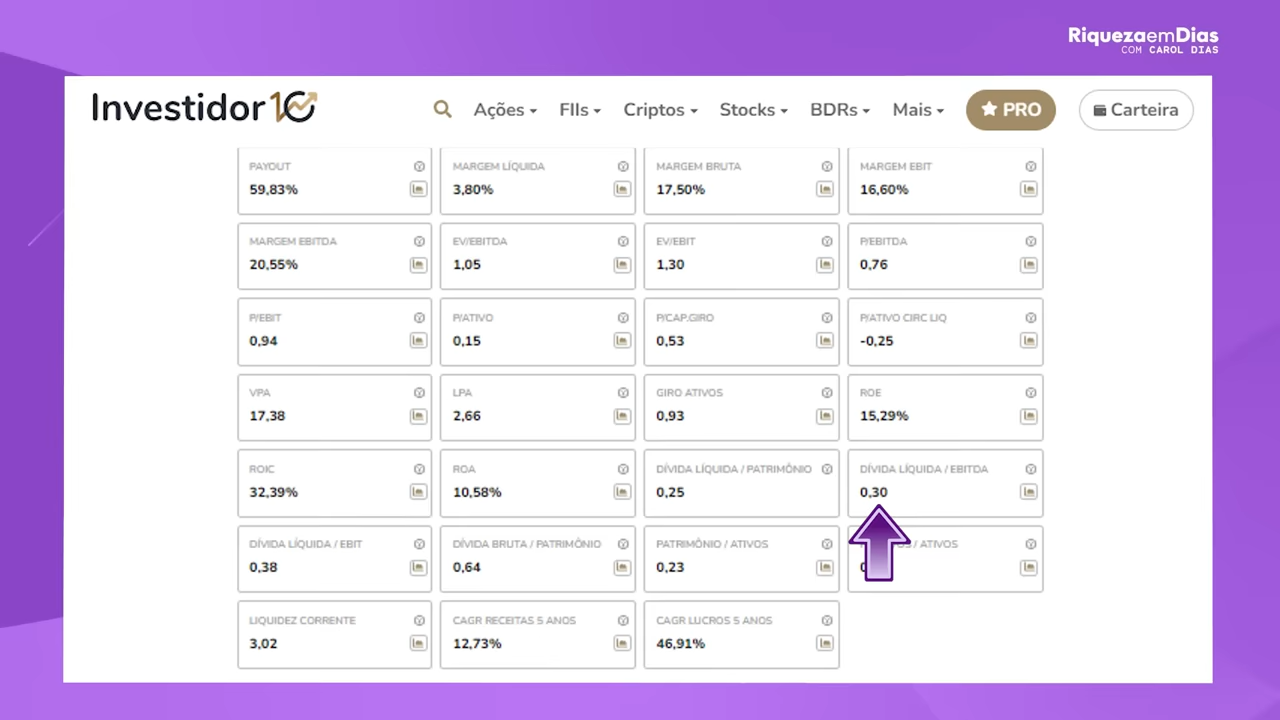 RiquezaemDias
COM CAROL DIAS
Investidor 10
Ações
FIIs
Criptos
Stocks
BDRs
Mais
PRO
Carteira
PAYOUT
59,83%
MARGEM LÍQUIDA
3,80%
MARGEM BRUTA
17,50%
MARGEM EBIT
16,60%
MARGEM EBITDA
20,55%
EV/EBITDA
1,05
EV/EBIT
1,30
P/EBITDA
0,76
P/EBIT
0,94
P/ATIVO
0,15
P/CAP.GIRO
0,53
P/ATIVO CIRC LIQ
-0,25
VPA
17,38
LPA
2,66
GIRO ATIVOS
0,93
ROE
15,29%
ROIC
32,39%
ROA
10,58%
DÍVIDA LÍQUIDA / PATRIMÔNIO
0,25
DÍVIDA LÍQUIDA / EBITDA
0,30
DÍVIDA LÍQUIDA / EBIT
0,38
DÍVIDA BRUTA / PATRIMÔNIO
0,64
PATRIMÔNIO / ATIVOS
0,23
/ ATIVOS
LIQUIDEZ CORRENTE
3,02
CAGR RECEITAS 5 ANOS
12,73%
CAGR LUCROS 5 ANOS
46,91%